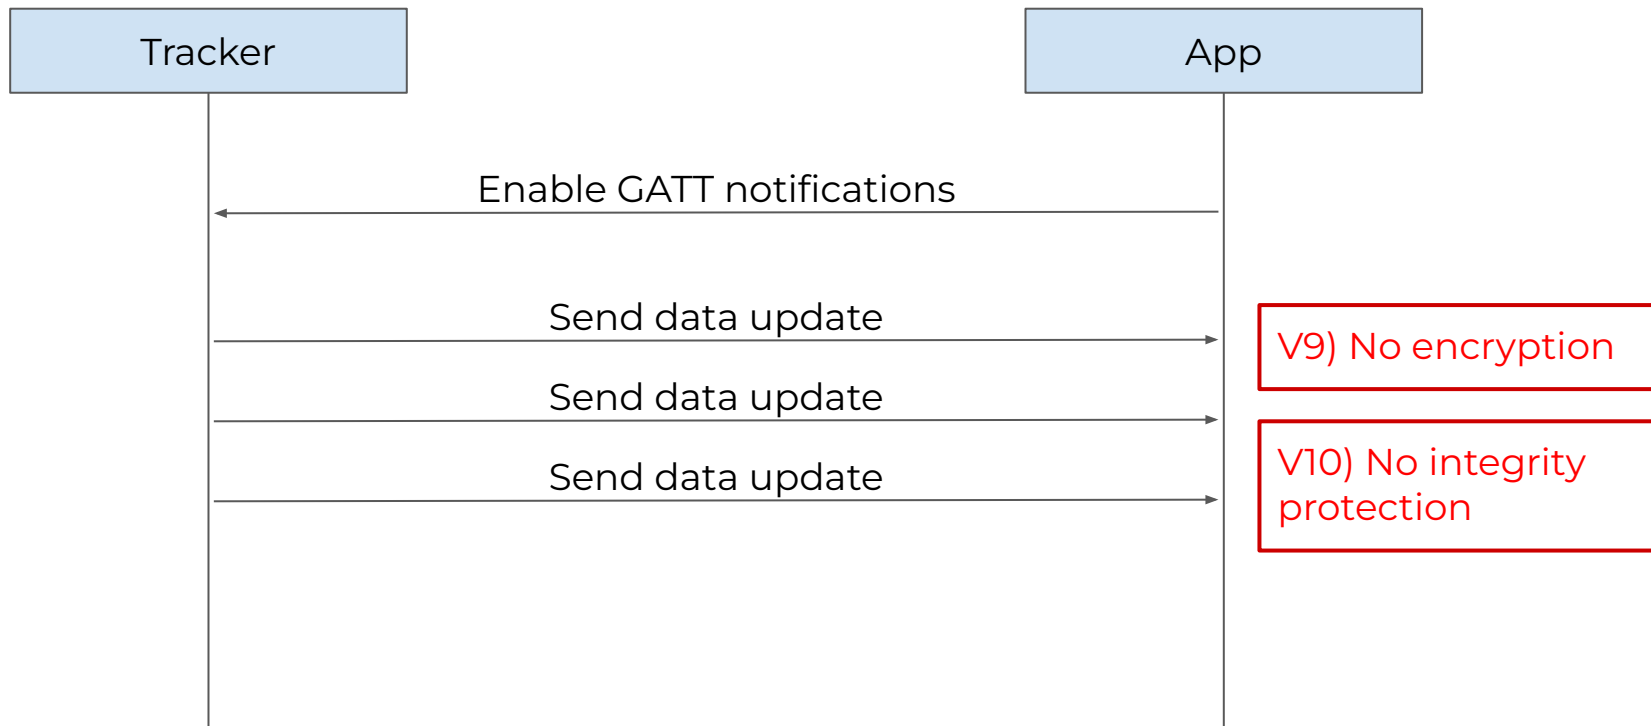 Tracker
App
Enable GATT notifications
Send data update
V9) No encryption
Send data update
V10) No integrity
protection
Send data update